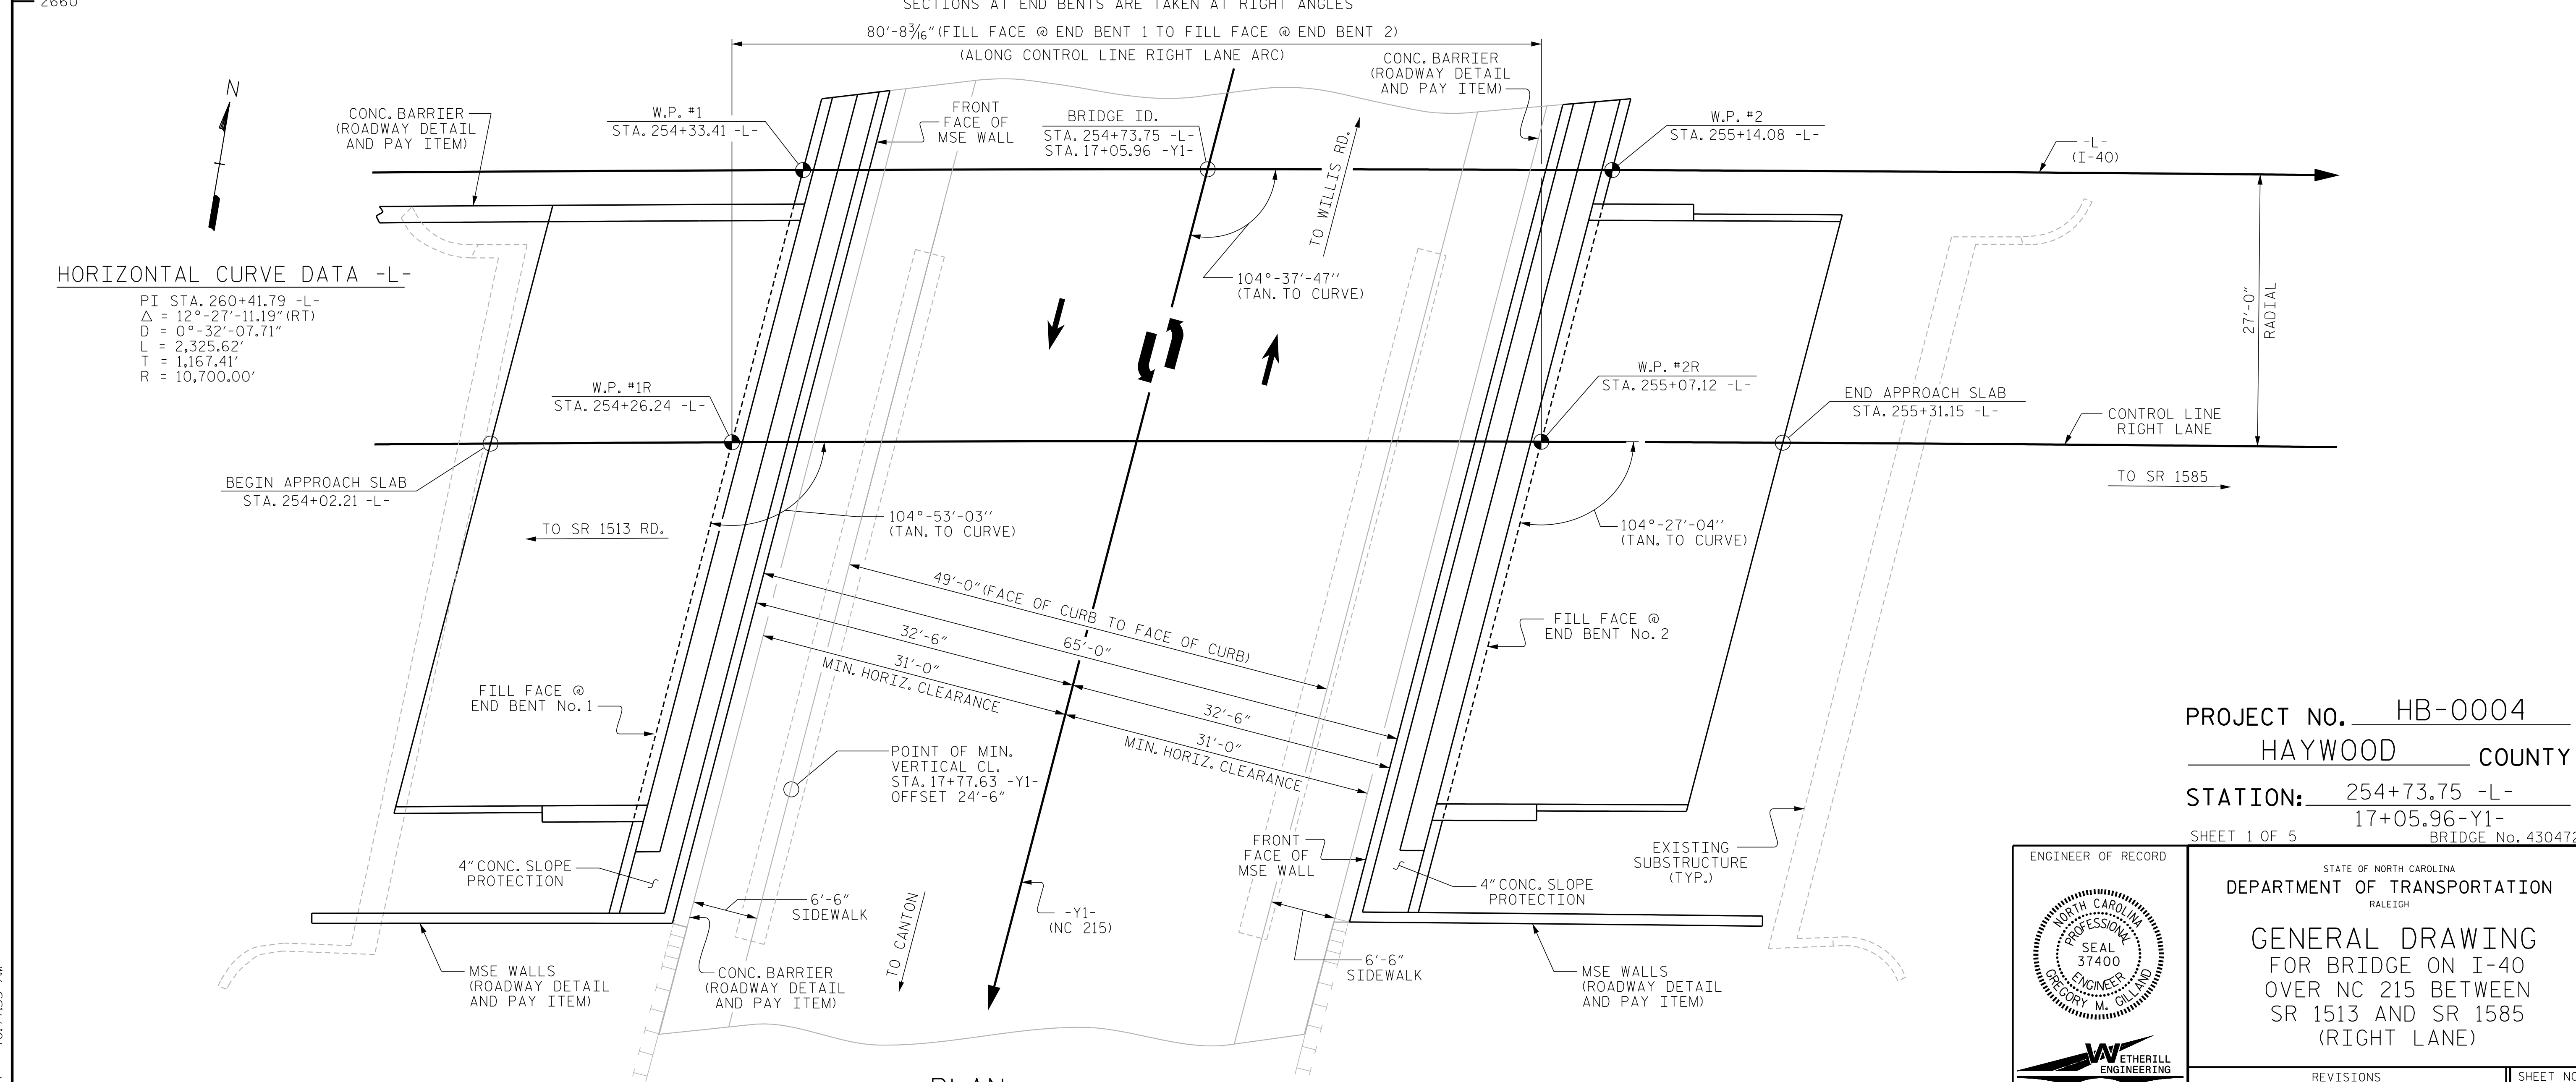 2660
SECTIONS AT END BENTS ARE TAKEN AT RIGHT ANGLES
80'-8 3/16" (FILL FACE @ END BENT 1 TO FILL FACE @ END BENT 2)
(ALONG CONTROL LINE RIGHT LANE ARC)
N
CONC. BARRIER
(ROADWAY DETAIL
AND PAY ITEM)
W.P. #1
STA. 254+33.41 -L-
FRONT
FACE OF
MSE WALL
BRIDGE ID.
STA. 254+73.75 -L-
STA. 17+05.96 -Y1-
CONC. BARRIER
(ROADWAY DETAIL
AND PAY ITEM)
TO WILLIS RD.
W.P. #2
STA. 255+14.08 -L-
-L-
(I-40)
27'-0"
RADIAL
104°-37'-47"
(TAN. TO CURVE)
HORIZONTAL CURVE DATA -L-
PI STA. 260+41.79 -L-
Δ = 12°-27'-11.19" (RT)
D = 0°-32'-07.71"
L = 2,325.62'
T = 1,167.41'
R = 10,700.00'
W.P. #1R
STA. 254+26.24 -L-
W.P. #2R
STA. 255+07.12 -L-
END APPROACH SLAB
STA. 255+31.15 -L-
CONTROL LINE
RIGHT LANE
TO SR 1585
BEGIN APPROACH SLAB
STA. 254+02.21 -L-
TO SR 1513 RD.
104°-53'-03"
(TAN. TO CURVE)
104°-27'-04"
(TAN. TO CURVE)
49'-0" (FACE OF CURB TO FACE OF CURB)
65'-0"
32'-6"
32'-6"
31'-0"
MIN. HORIZ. CLEARANCE
31'-0"
MIN. HORIZ. CLEARANCE
FILL FACE @
END BENT No. 1
FILL FACE @
END BENT No. 2
POINT OF MIN.
VERTICAL CL.
STA. 17+77.63 -Y1-
OFFSET 24'-6"
4" CONC. SLOPE
PROTECTION
6'-6"
SIDEWALK
TO CANTON
-Y1-
(NC 215)
FRONT
FACE OF
MSE WALL
4" CONC. SLOPE
PROTECTION
EXISTING
SUBSTRUCTURE
(TYP.)
MSE WALLS
(ROADWAY DETAIL
AND PAY ITEM)
CONC. BARRIER
(ROADWAY DETAIL
AND PAY ITEM)
6'-6"
SIDEWALK
MSE WALLS
(ROADWAY DETAIL
AND PAY ITEM)
PROJECT NO. HB-0004
HAYWOOD COUNTY
STATION: 254+73.75 -L-
17+05.96-Y1-
SHEET 1 OF 5 BRIDGE No. 430472
ENGINEER OF RECORD
NORTH CAROLINA
PROFESSIONAL
SEAL
37400
ENGINEER
GREGORY M. GILLAND
WETHERILL
ENGINEERING
STATE OF NORTH CAROLINA
DEPARTMENT OF TRANSPORTATION
RALEIGH
GENERAL DRAWING
FOR BRIDGE ON I-40
OVER NC 215 BETWEEN
SR 1513 AND SR 1585
(RIGHT LANE)
REVISIONS
SHEET NO
PLAN